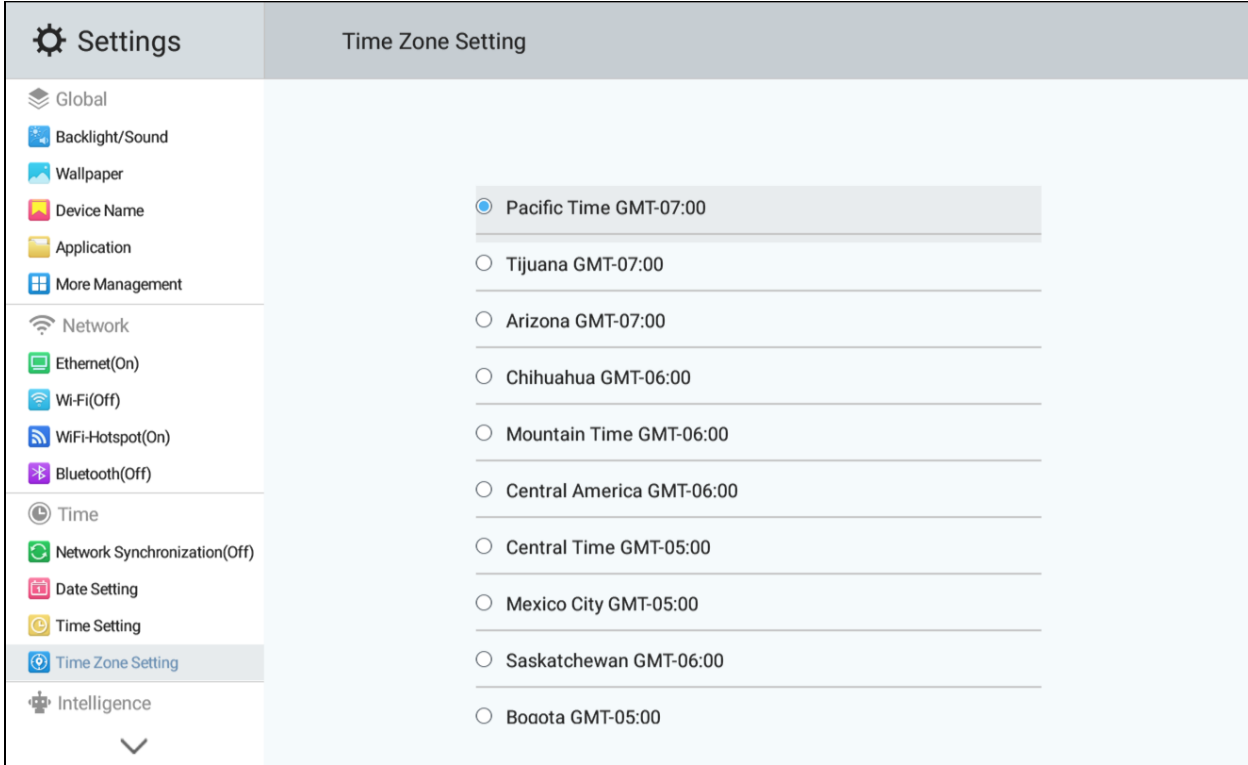 Settings
Time Zone Setting
Global
Backlight/Sound
Wallpaper
Device Name
Application
More Management
Network
Ethernet(On)
Wi-Fi(Off)
WiFi-Hotspot(On)
Bluetooth(Off)
Time
Network Synchronization(Off)
Date Setting
Time Setting
Time Zone Setting
Intelligence
Pacific Time GMT-07:00
Tijuana GMT-07:00
Arizona GMT-07:00
Chihuahua GMT-06:00
Mountain Time GMT-06:00
Central America GMT-06:00
Central Time GMT-05:00
Mexico City GMT-05:00
Saskatchewan GMT-06:00
Bogota GMT-05:00